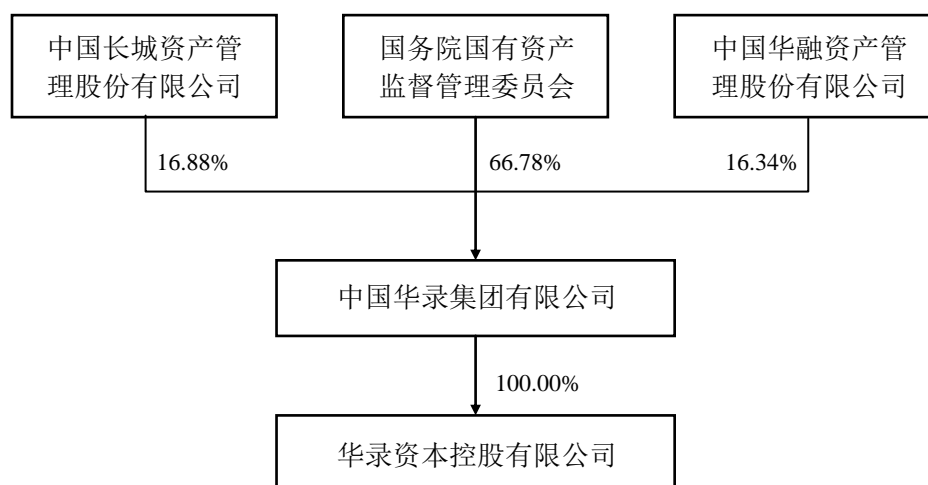 中国长城资产管
理股份有限公司
国务院国有资产
监督管理委员会
中国华融资产管
理股份有限公司
16.88%
66.78%
16.34%
中国华录集团有限公司
100.00%
华录资本控股有限公司